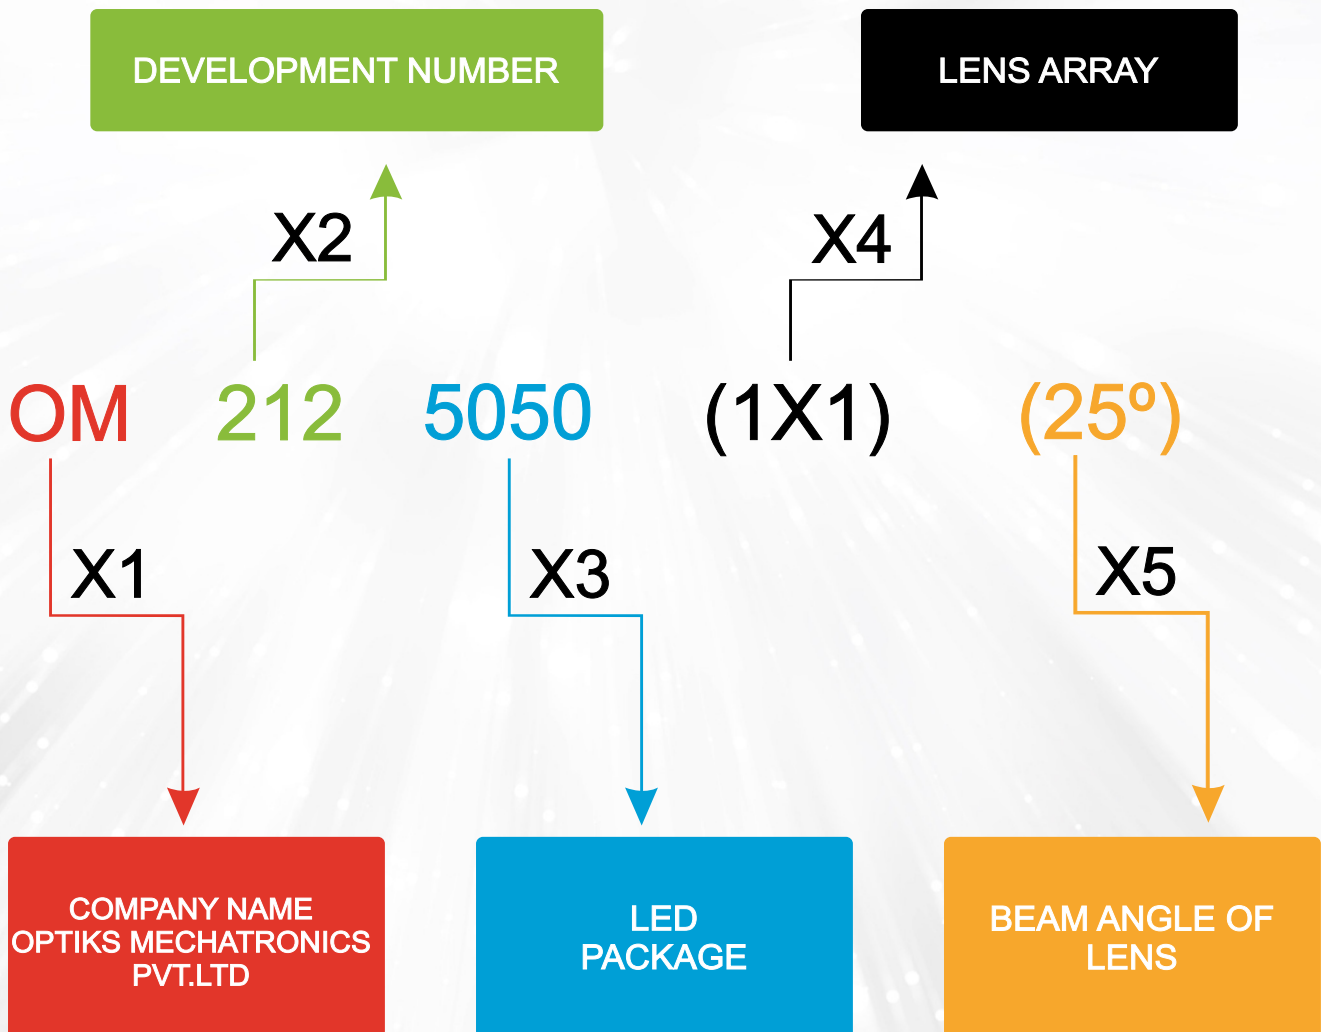 DEVELOPMENT NUMBER
LENS ARRAY
X2
X4
OM 212 5050 (1X1) (25º)
X1
X3
X5
COMPANY NAME
OPTIKS MECHATRONICS
PVT.LTD
LED
PACKAGE
BEAM ANGLE OF
LENS